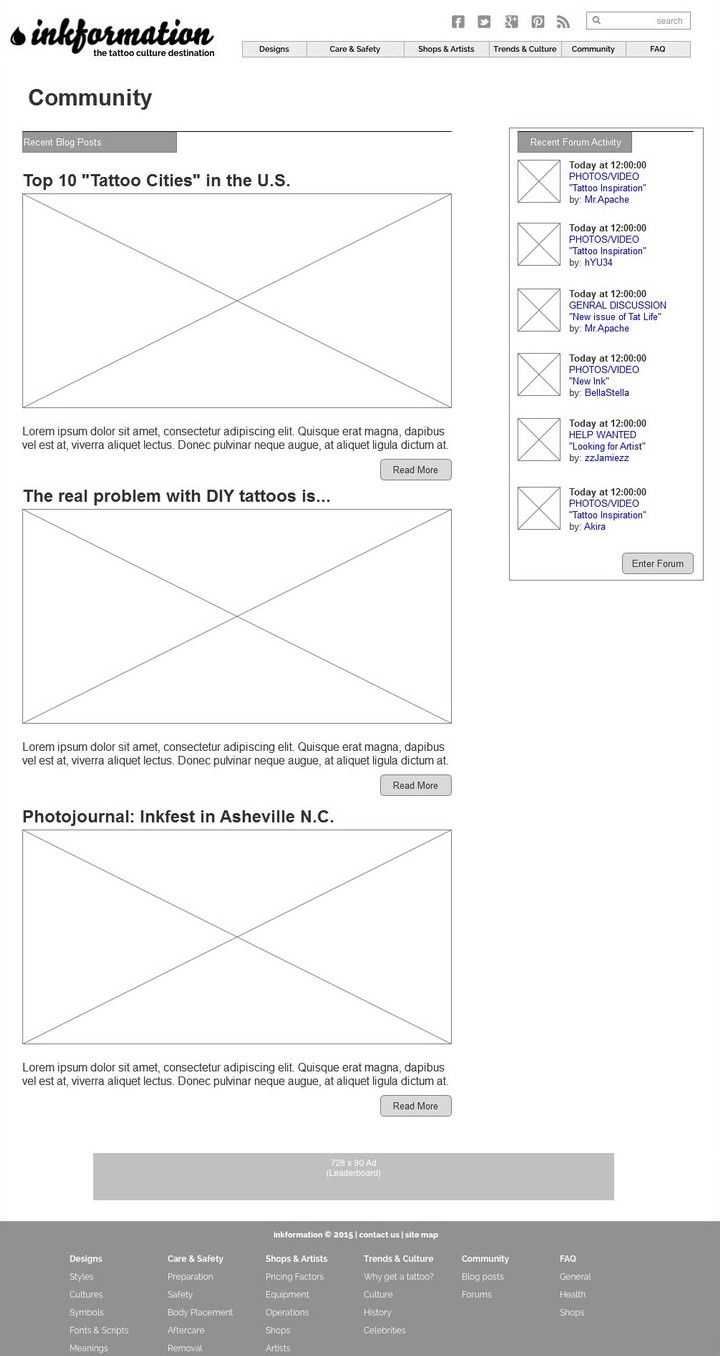 inkformation
the tattoo culture destination
search
Designs Care & Safety Shops & Artists Trends & Culture Community FAQ
Community
Recent Blog Posts
Top 10 "Tattoo Cities" in the U.S.
Lorem ipsum dolor sit amet, consectetur adipiscing elit. Quisque erat magna, dapibus
vel est at, viverra aliquet lectus. Donec pulvinar neque augue, at aliquet ligula dictum at.
Read More
The real problem with DIY tattoos is...
Lorem ipsum dolor sit amet, consectetur adipiscing elit. Quisque erat magna, dapibus
vel est at, viverra aliquet lectus. Donec pulvinar neque augue, at aliquet ligula dictum at.
Read More
Photojournal: Inkfest in Asheville N.C.
Lorem ipsum dolor sit amet, consectetur adipiscing elit. Quisque erat magna, dapibus
vel est at, viverra aliquet lectus. Donec pulvinar neque augue, at aliquet ligula dictum at.
Read More
Recent Forum Activity
Today at 12:00:00
PHOTOS/VIDEO
"Tattoo Inspiration"
by: Mr.Apache
Today at 12:00:00
PHOTOS/VIDEO
"Tattoo Inspiration"
by: hYU34
Today at 12:00:00
GENRAL DISCUSSION
"New issue of Tat Life"
by: Mr.Apache
Today at 12:00:00
PHOTOS/VIDEO
"New Ink"
by: BellaStella
Today at 12:00:00
HELP WANTED
"Looking for Artist"
by: zzJamiezz
Today at 12:00:00
PHOTOS/VIDEO
"Tattoo Inspiration"
by: Akira
Enter Forum
728 x 90 Ad
(Leaderboard)
inkformation © 2015 | contact us | site map
Designs Care & Safety Shops & Artists Trends & Culture Community FAQ
Styles Preparation Pricing Factors Why get a tattoo? Blog posts General
Cultures Safety Equipment Culture Forums Health
Symbols Body Placement Operations History Shops
Fonts & Scripts Aftercare Shops Celebrities
Meanings Removal Artists